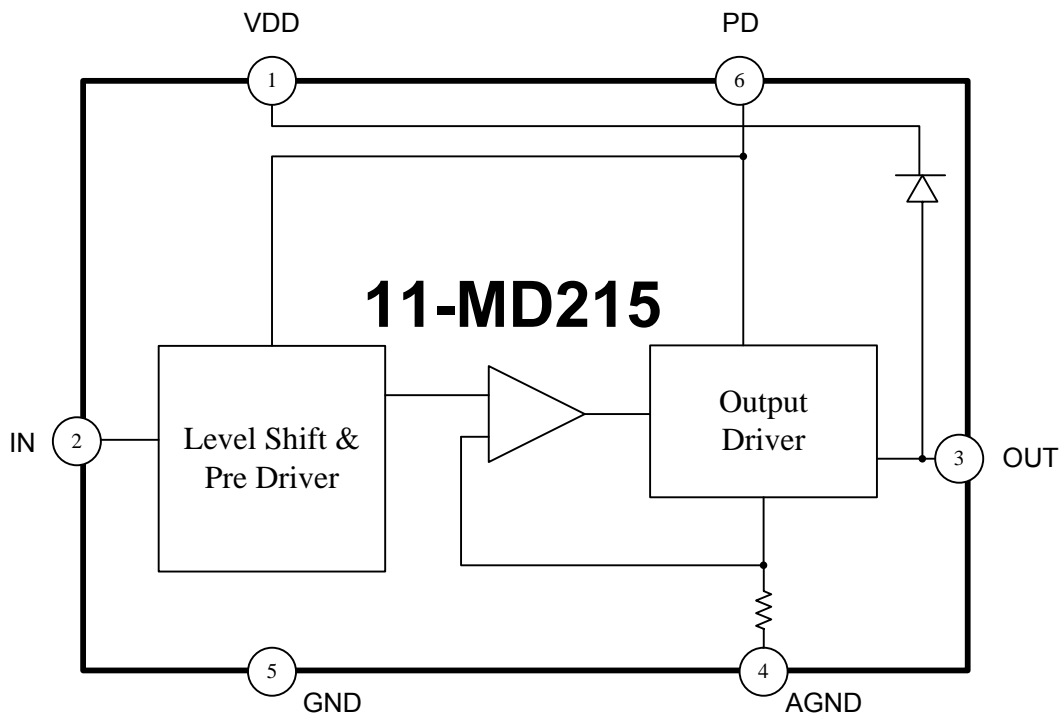 VDD
PD
1
6
11-MD215
Level Shift &
Pre Driver
Output
Driver
IN
2
3
OUT
5
4
GND
AGND